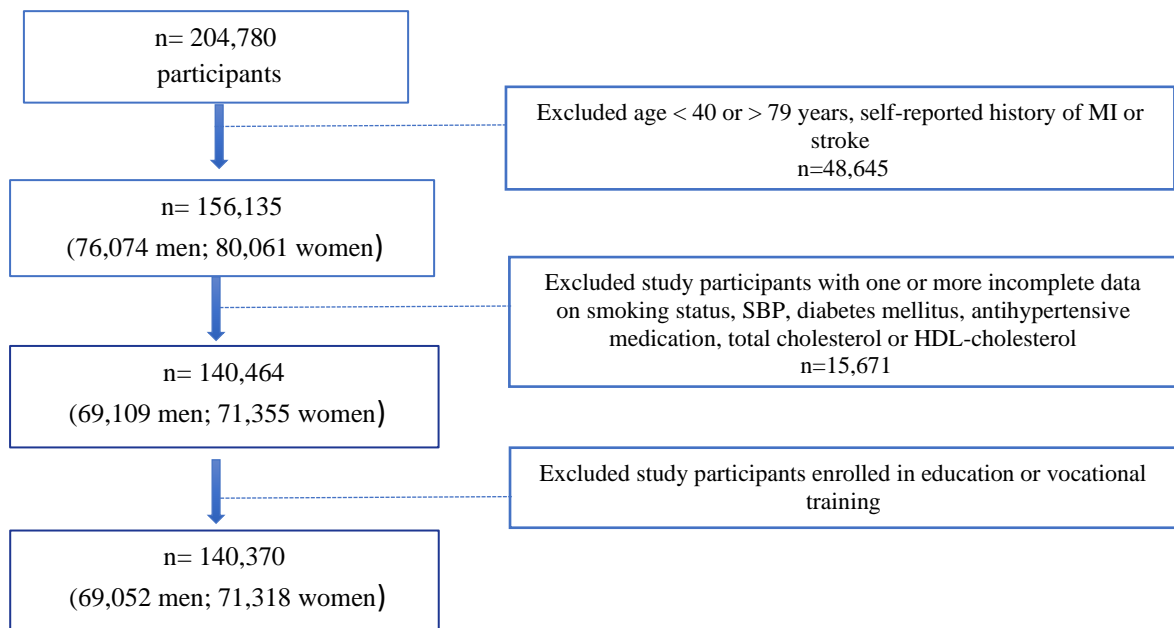 n= 204,780
participants
Excluded age < 40 or > 79 years, self-reported history of MI or
stroke
n=48,645
n= 156,135
(76,074 men; 80,061 women)
Excluded study participants with one or more incomplete data
on smoking status, SBP, diabetes mellitus, antihypertensive
medication, total cholesterol or HDL-cholesterol
n=15,671
n= 140,464
(69,109 men; 71,355 women)
Excluded study participants enrolled in education or vocational
training
n= 140,370
(69,052 men; 71,318 women)